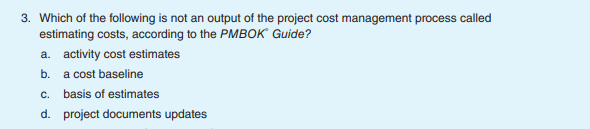 3. Which of the following is not an output of the project cost management process called
estimating costs, according to the PMBOK® Guide?
a. activity cost estimates
b. a cost baseline
c. basis of estimates
d. project documents updates